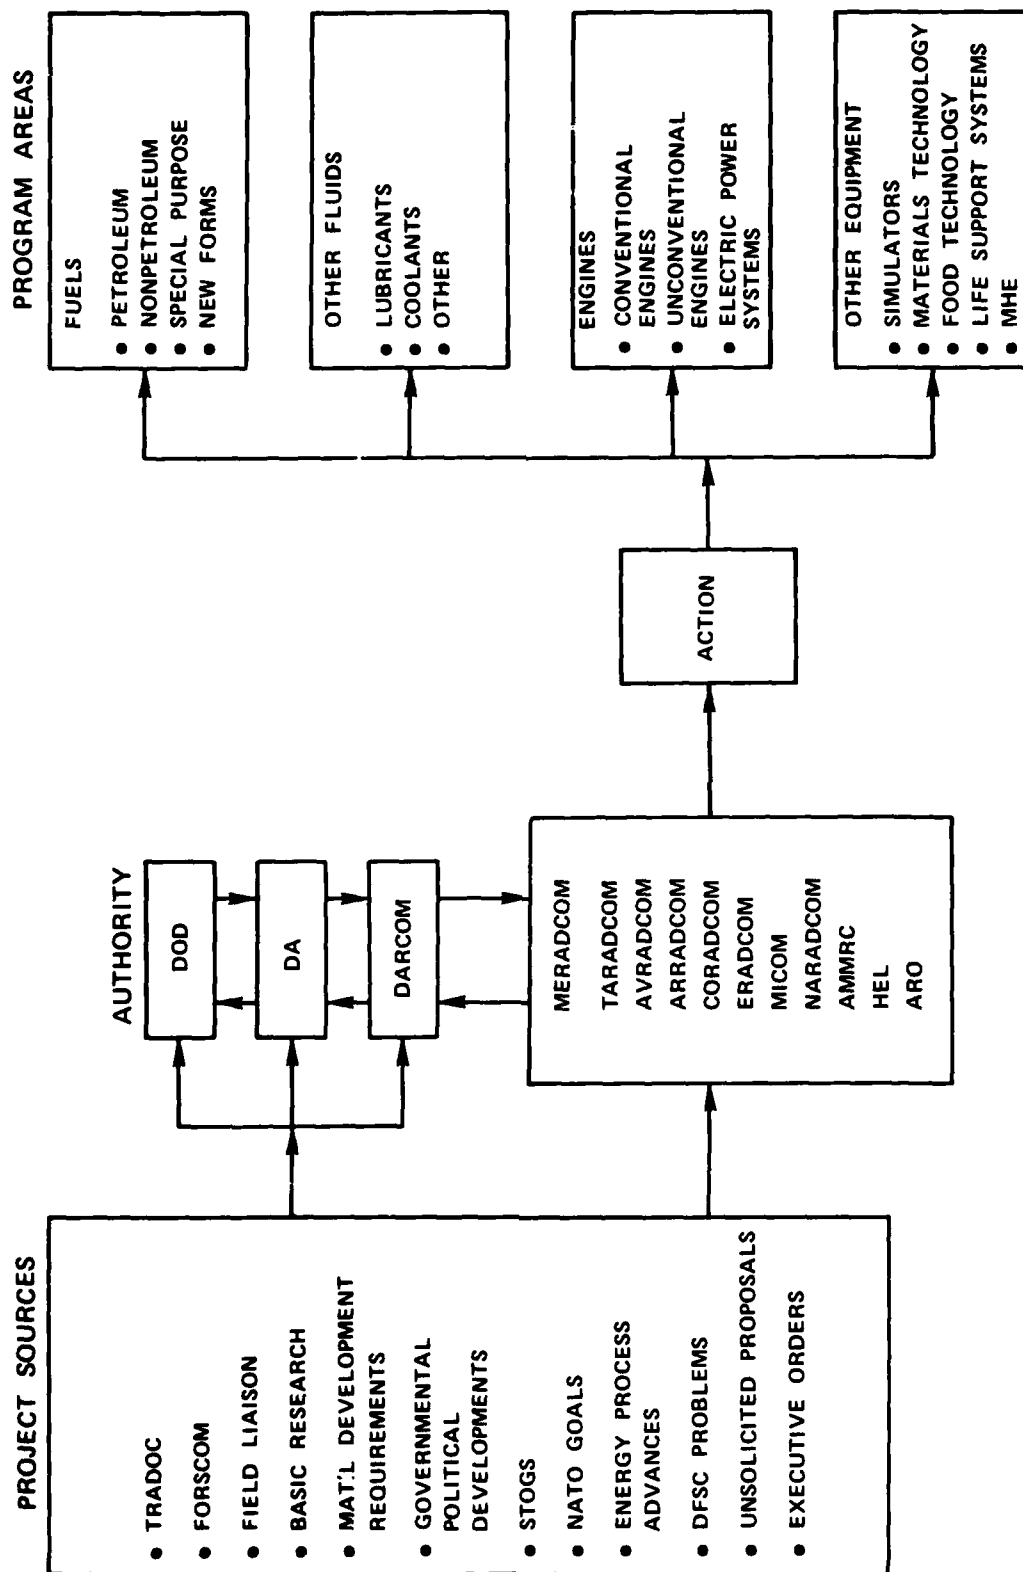 PROJECT SOURCES
• TRADOC
• FORSCOM
• FIELD LIAISON
• BASIC RESEARCH
• MAT'L DEVELOPMENT
REQUIREMENTS
• GOVERNMENTAL
POLITICAL
DEVELOPMENTS
• STOGS
• NATO GOALS
• ENERGY PROCESS
ADVANCES
• DFSC PROBLEMS
• UNSOLICITED PROPOSALS
• EXECUTIVE ORDERS
AUTHORITY
DOD
DA
DARCOM
MERADCOM
TARADCOM
AVRADCOM
ARRADCOM
CORADCOM
ERADCOM
MICOM
NARADCOM
AMMRC
HEL
ARO
ACTION
PROGRAM AREAS
FUELS
• PETROLEUM
• NONPETROLEUM
• SPECIAL PURPOSE
• NEW FORMS
OTHER FLUIDS
• LUBRICANTS
• COOLANTS
• OTHER
ENGINES
• CONVENTIONAL
ENGINES
• UNCONVENTIONAL
ENGINES
• ELECTRIC POWER
SYSTEMS
OTHER EQUIPMENT
• SIMULATORS
• MATERIALS TECHNOLOGY
• FOOD TECHNOLOGY
• LIFE SUPPORT SYSTEMS
• MHE